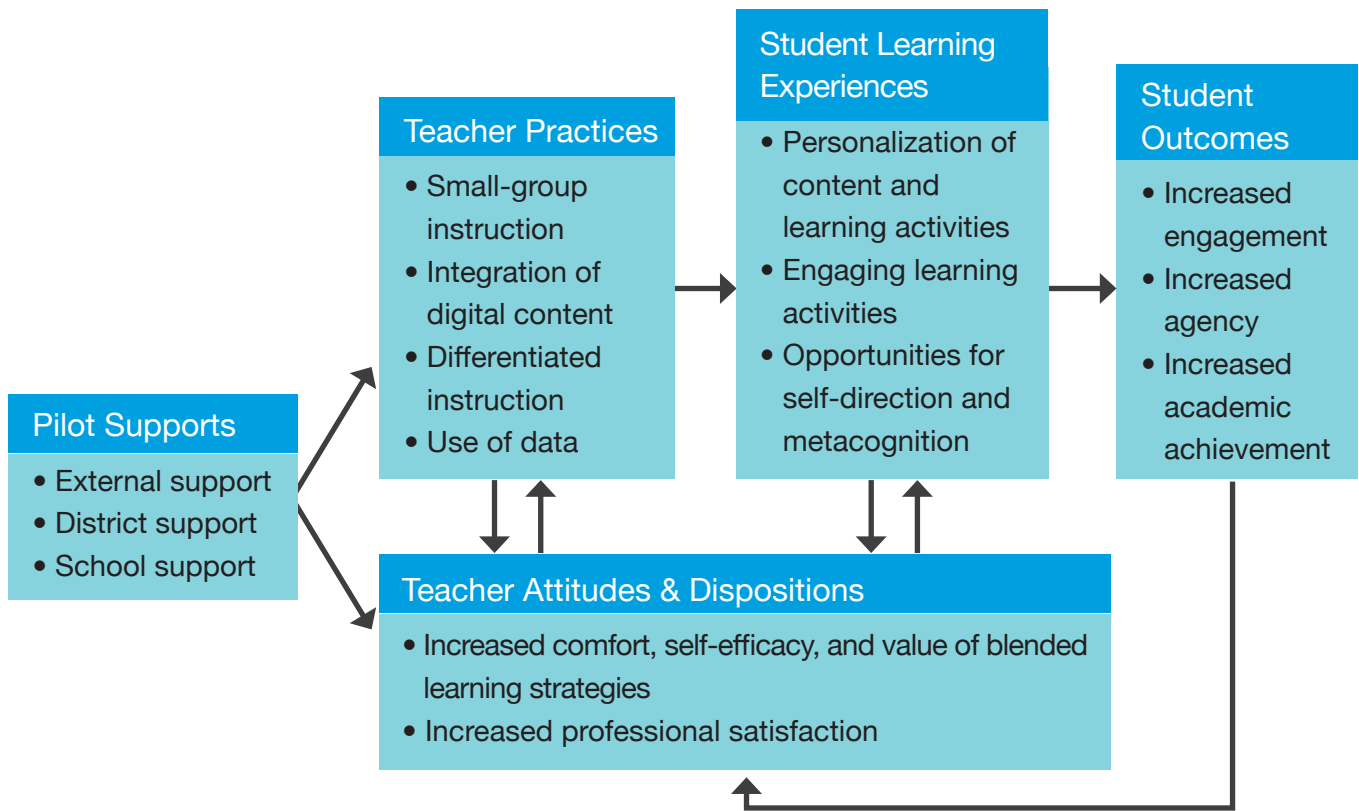 Pilot Supports
• External support
• District support
• School support
Teacher Practices
• Small-group
instruction
• Integration of
digital content
• Differentiated
instruction
• Use of data
Student Learning
Experiences
• Personalization of
content and
learning activities
• Engaging learning
activities
• Opportunities for
self-direction and
metacognition
Student
Outcomes
• Increased
engagement
• Increased
agency
• Increased
academic
achievement
Teacher Attitudes & Dispositions
• Increased comfort, self-efficacy, and value of blended
learning strategies
• Increased professional satisfaction